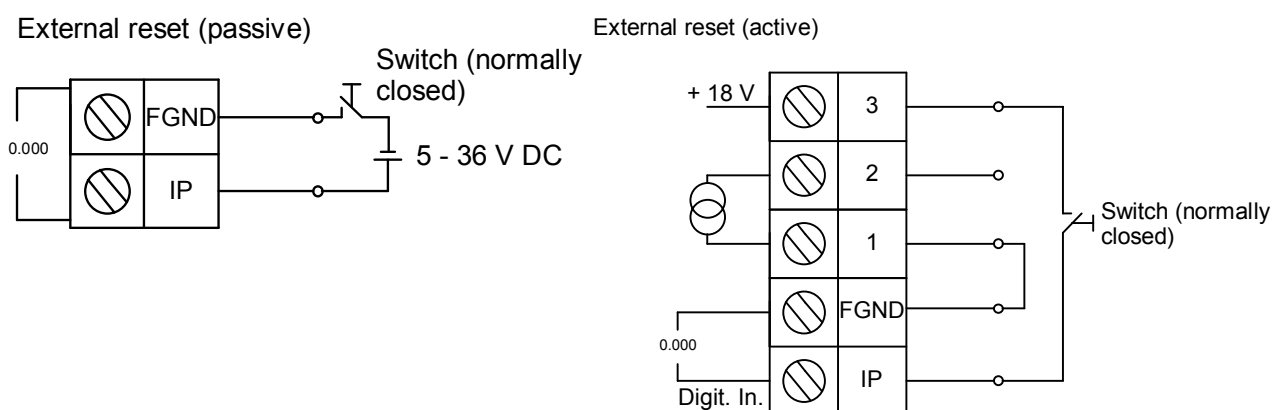 External reset (passive)
Switch (normally
closed)
FGND
0.000
IP
5 - 36 V DC
External reset (active)
+ 18 V
3
2
1
Switch (normally
closed)
FGND
0.000
IP
Digit. In.